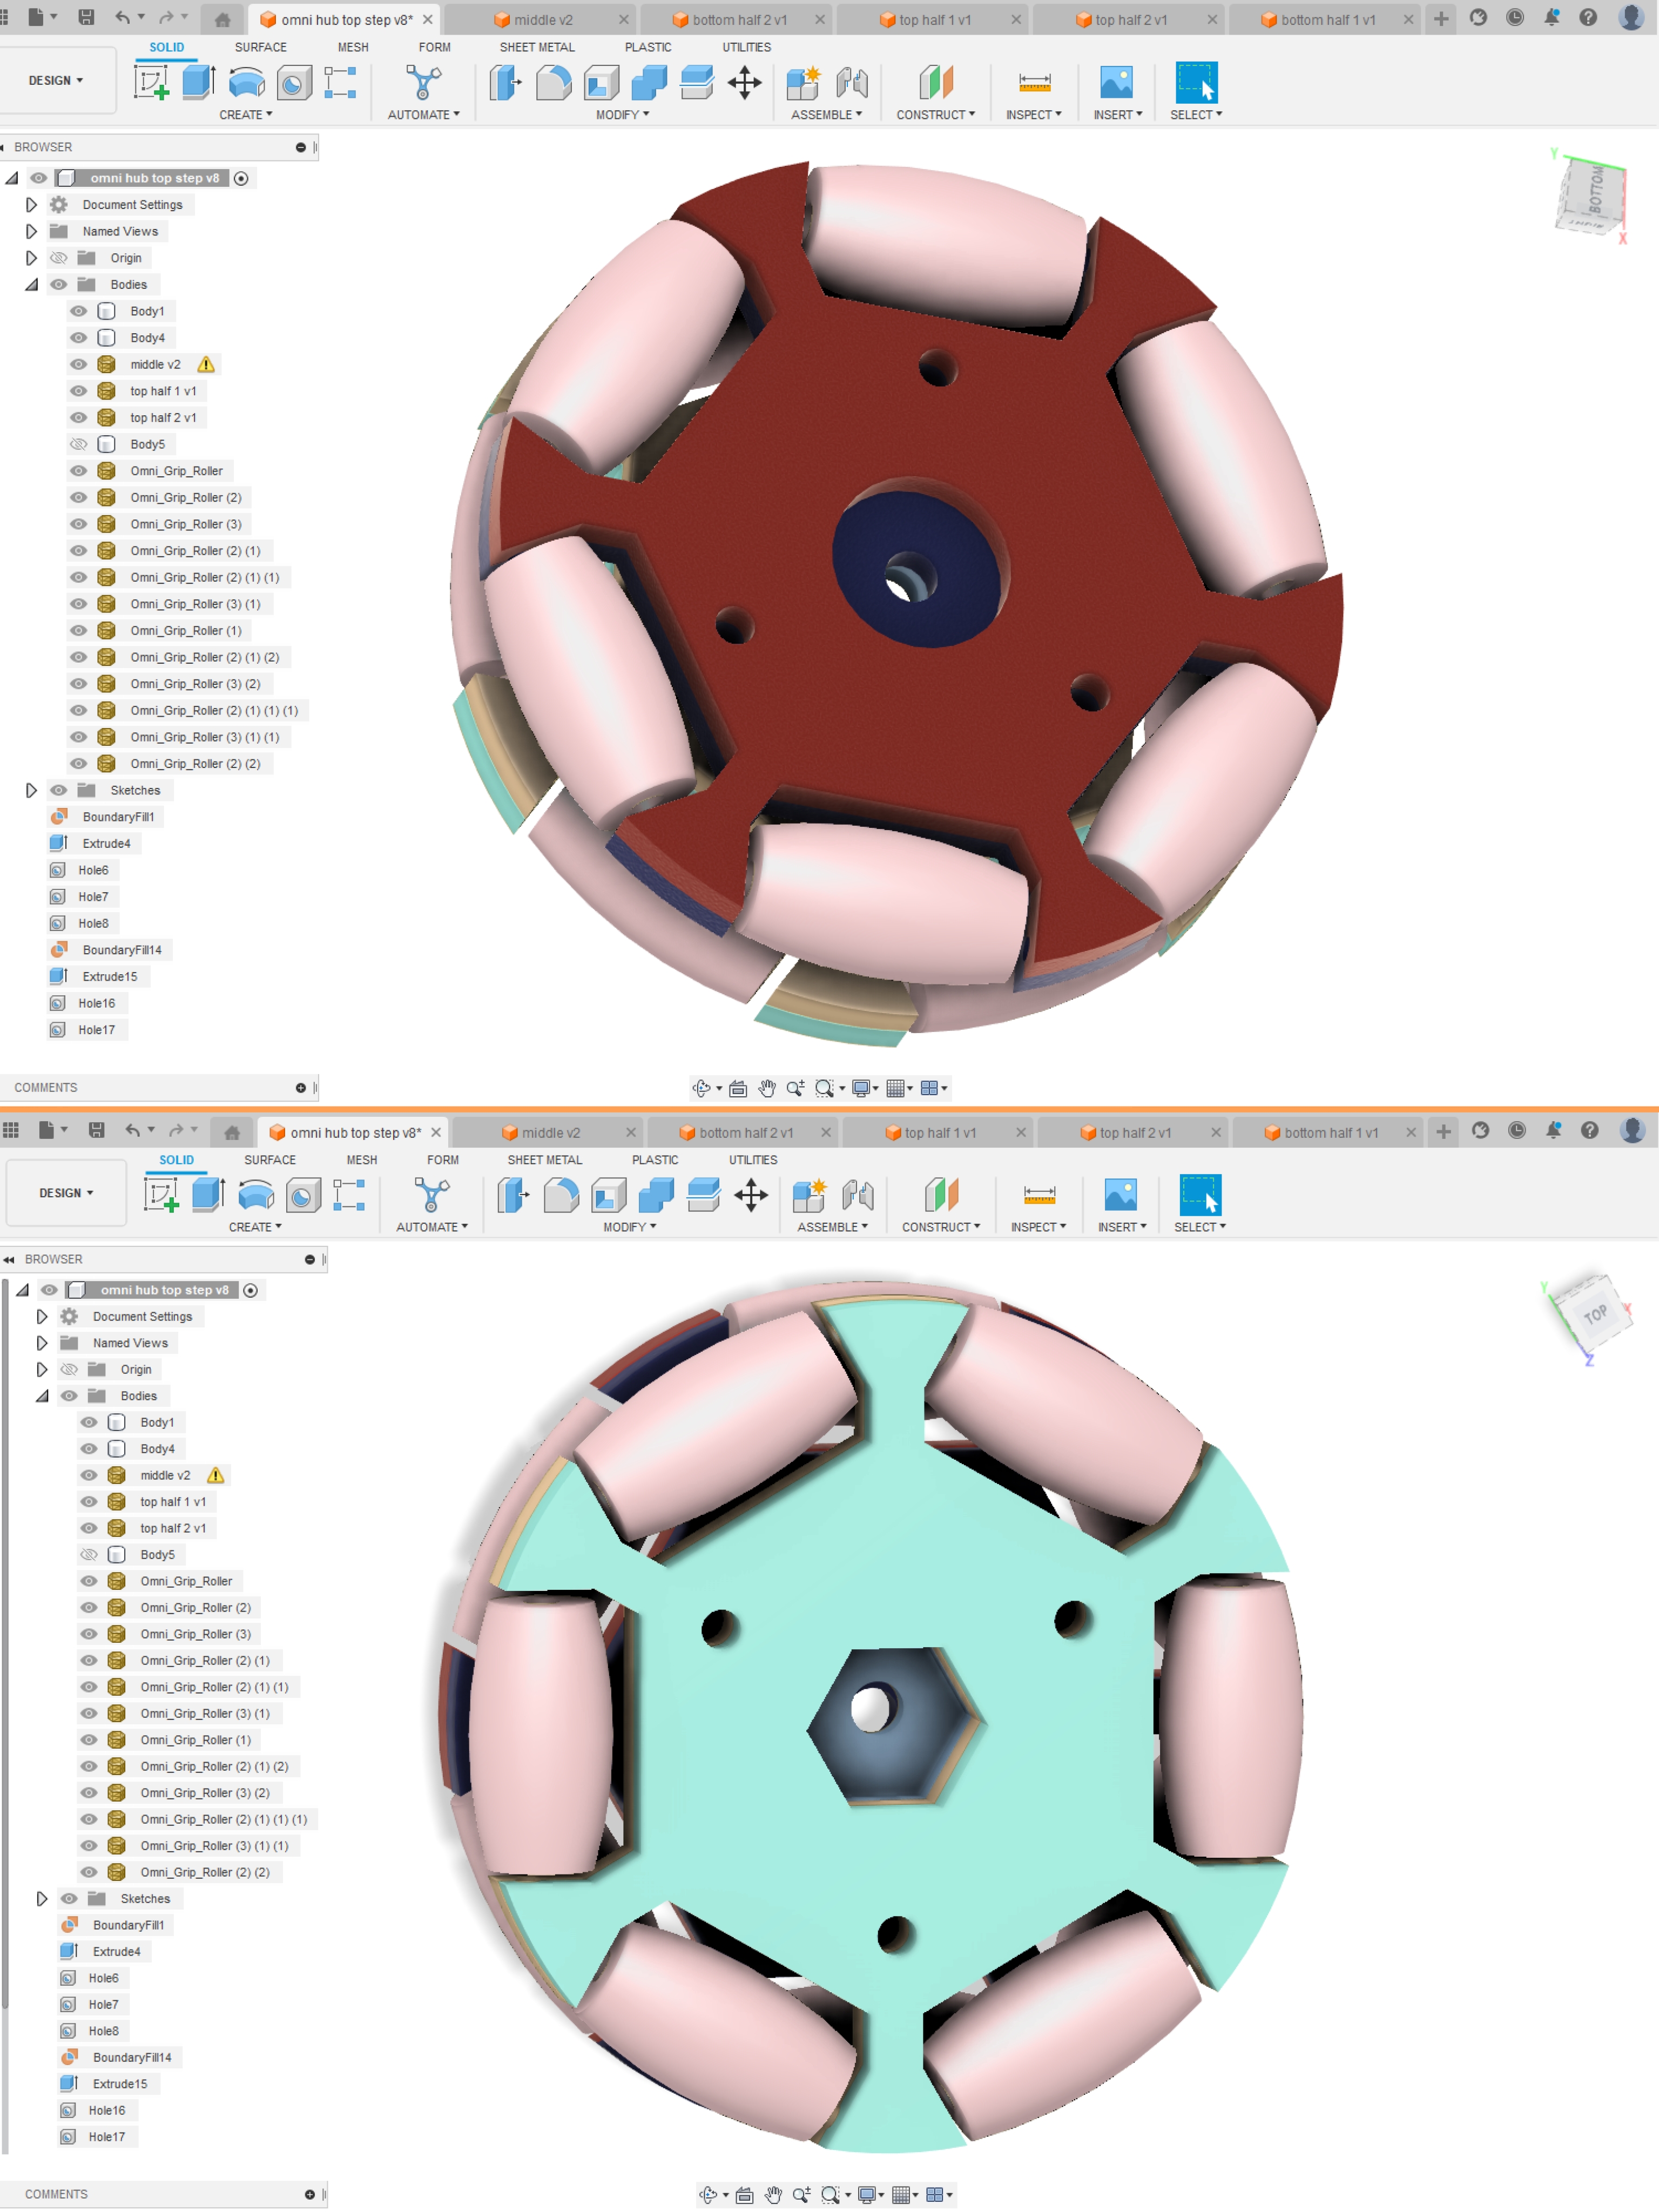 omni hub top step v8*
middle v2
bottom half 2 v1
top half 1 v1
top half 2 v1
bottom half 1 v1
SOLID
SURFACE
MESH
FORM
SHEET METAL
PLASTIC
UTILITIES
DESIGN
CREATE
AUTOMATE
MODIFY
ASSEMBLE
CONSTRUCT
INSPECT
INSERT
SELECT
BROWSER
omni hub top step v8
Document Settings
Named Views
Origin
Bodies
Body1
Body4
middle v2
top half 1 v1
top half 2 v1
Body5
Omni_Grip_Roller
Omni_Grip_Roller (2)
Omni_Grip_Roller (3)
Omni_Grip_Roller (2) (1)
Omni_Grip_Roller (2) (1) (1)
Omni_Grip_Roller (3) (1)
Omni_Grip_Roller (1)
Omni_Grip_Roller (2) (1) (2)
Omni_Grip_Roller (3) (2)
Omni_Grip_Roller (2) (1) (1) (1)
Omni_Grip_Roller (3) (1) (1)
Omni_Grip_Roller (2) (2)
Sketches
BoundaryFill1
Extrude4
Hole6
Hole7
Hole8
BoundaryFill14
Extrude15
Hole16
Hole17
Y
BOTTOM
X
COMMENTS
omni hub top step v8*
middle v2
bottom half 2 v1
top half 1 v1
top half 2 v1
bottom half 1 v1
SOLID
SURFACE
MESH
FORM
SHEET METAL
PLASTIC
UTILITIES
DESIGN
CREATE
AUTOMATE
MODIFY
ASSEMBLE
CONSTRUCT
INSPECT
INSERT
SELECT
BROWSER
omni hub top step v8
Document Settings
Named Views
Origin
Bodies
Body1
Body4
middle v2
top half 1 v1
top half 2 v1
Body5
Omni_Grip_Roller
Omni_Grip_Roller (2)
Omni_Grip_Roller (3)
Omni_Grip_Roller (2) (1)
Omni_Grip_Roller (2) (1) (1)
Omni_Grip_Roller (3) (1)
Omni_Grip_Roller (1)
Omni_Grip_Roller (2) (1) (2)
Omni_Grip_Roller (3) (2)
Omni_Grip_Roller (2) (1) (1) (1)
Omni_Grip_Roller (3) (1) (1)
Omni_Grip_Roller (2) (2)
Sketches
BoundaryFill1
Extrude4
Hole6
Hole7
Hole8
BoundaryFill14
Extrude15
Hole16
Hole17
Y
X
TOP
Z
COMMENTS